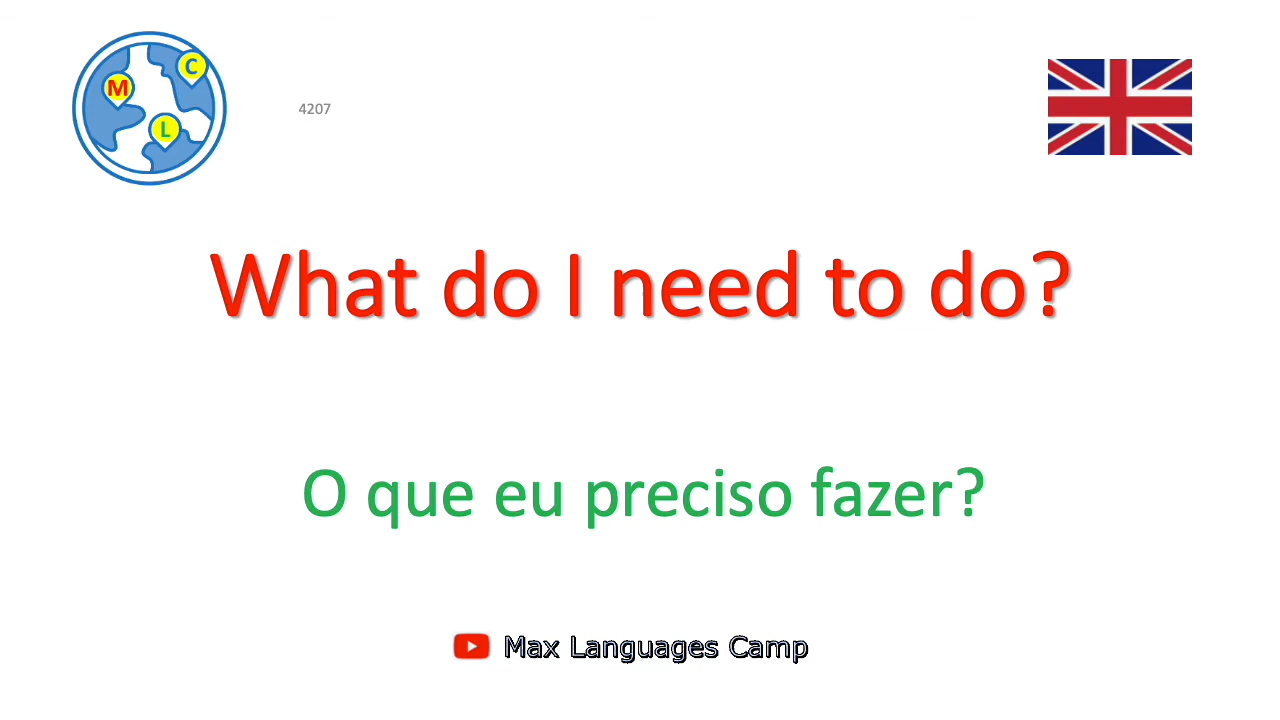 C
M
L
4207
What do I need to do?
O que eu preciso fazer?
Max Languages Camp